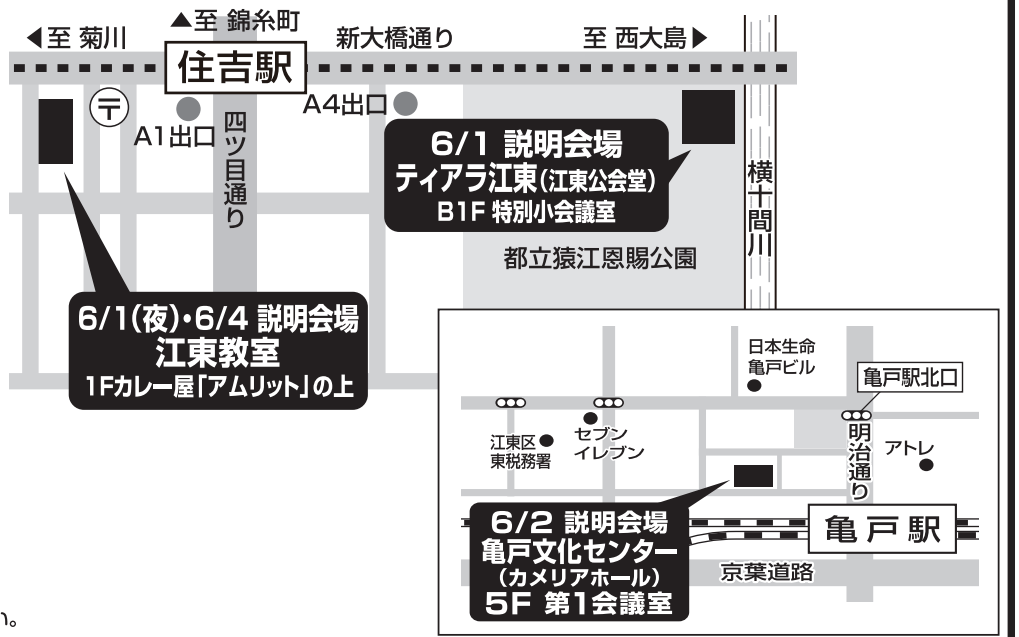 ▲至 錦糸町
◀至 菊川
新大橋通り
至 西大島▶
住吉駅
〒
A1出口
A4出口
四ツ目通り
6/1 説明会場
ティアラ江東(江東公会堂)
B1F 特別小会議室
横十間川
都立猿江恩賜公園
6/1(夜)・6/4 説明会場
江東教室
1Fカレー屋「アムリット」の上
日本生命
亀戸ビル
亀戸駅北口
江東区
東税務署
セブン
イレブン
明治通り
アトレ
6/2 説明会場
亀戸文化センター
(カメリアホール)
5F 第1会議室
亀戸駅
京葉道路
い。